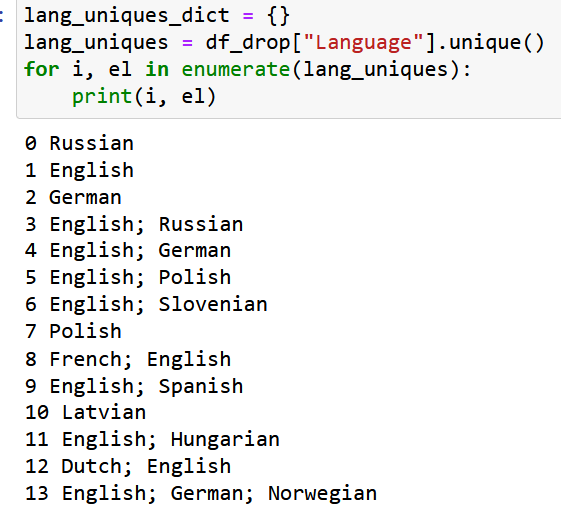 : lang_uniques_dict = {}
lang_uniques = df_drop["Language"].unique()
for i, el in enumerate(lang_uniques):
    print(i, el)
0 Russian
1 English
2 German
3 English; Russian
4 English; German
5 English; Polish
6 English; Slovenian
7 Polish
8 French; English
9 English; Spanish
10 Latvian
11 English; Hungarian
12 Dutch; English
13 English; German; Norwegian